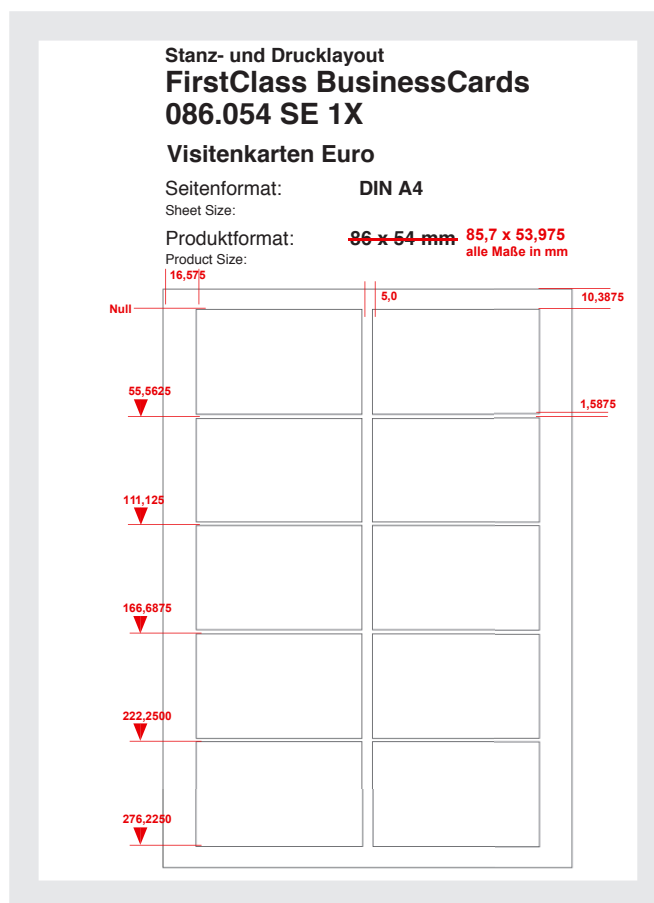 Stanz- und Drucklayout
FirstClass BusinessCards
086.054 SE 1X
Visitenkarten Euro
Seitenformat: DIN A4
Sheet Size:
Produktformat: 86 x 54 mm 85,7 x 53,975
alle Maße in mm
Product Size:
16,575
5,0
10,3875
Null
55,5625
1,5875
111,125
166,6875
222,2500
276,2250